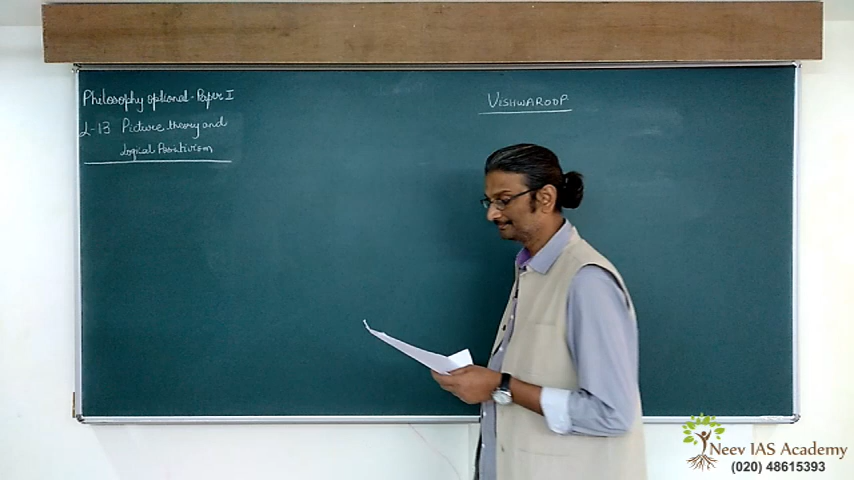 Philosophy optional - Paper I
L-13 Picture theory and
Logical Positivism
VISHWAROOP
Neev IAS Academy
(020) 48615393